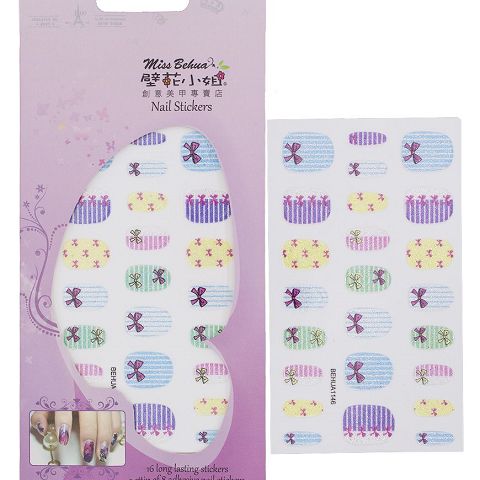 Miss Behua
壁花小姐®
創意美甲專賣店
Nail Stickers
BEHUA
BEHUA1146
16 long lasting stickers